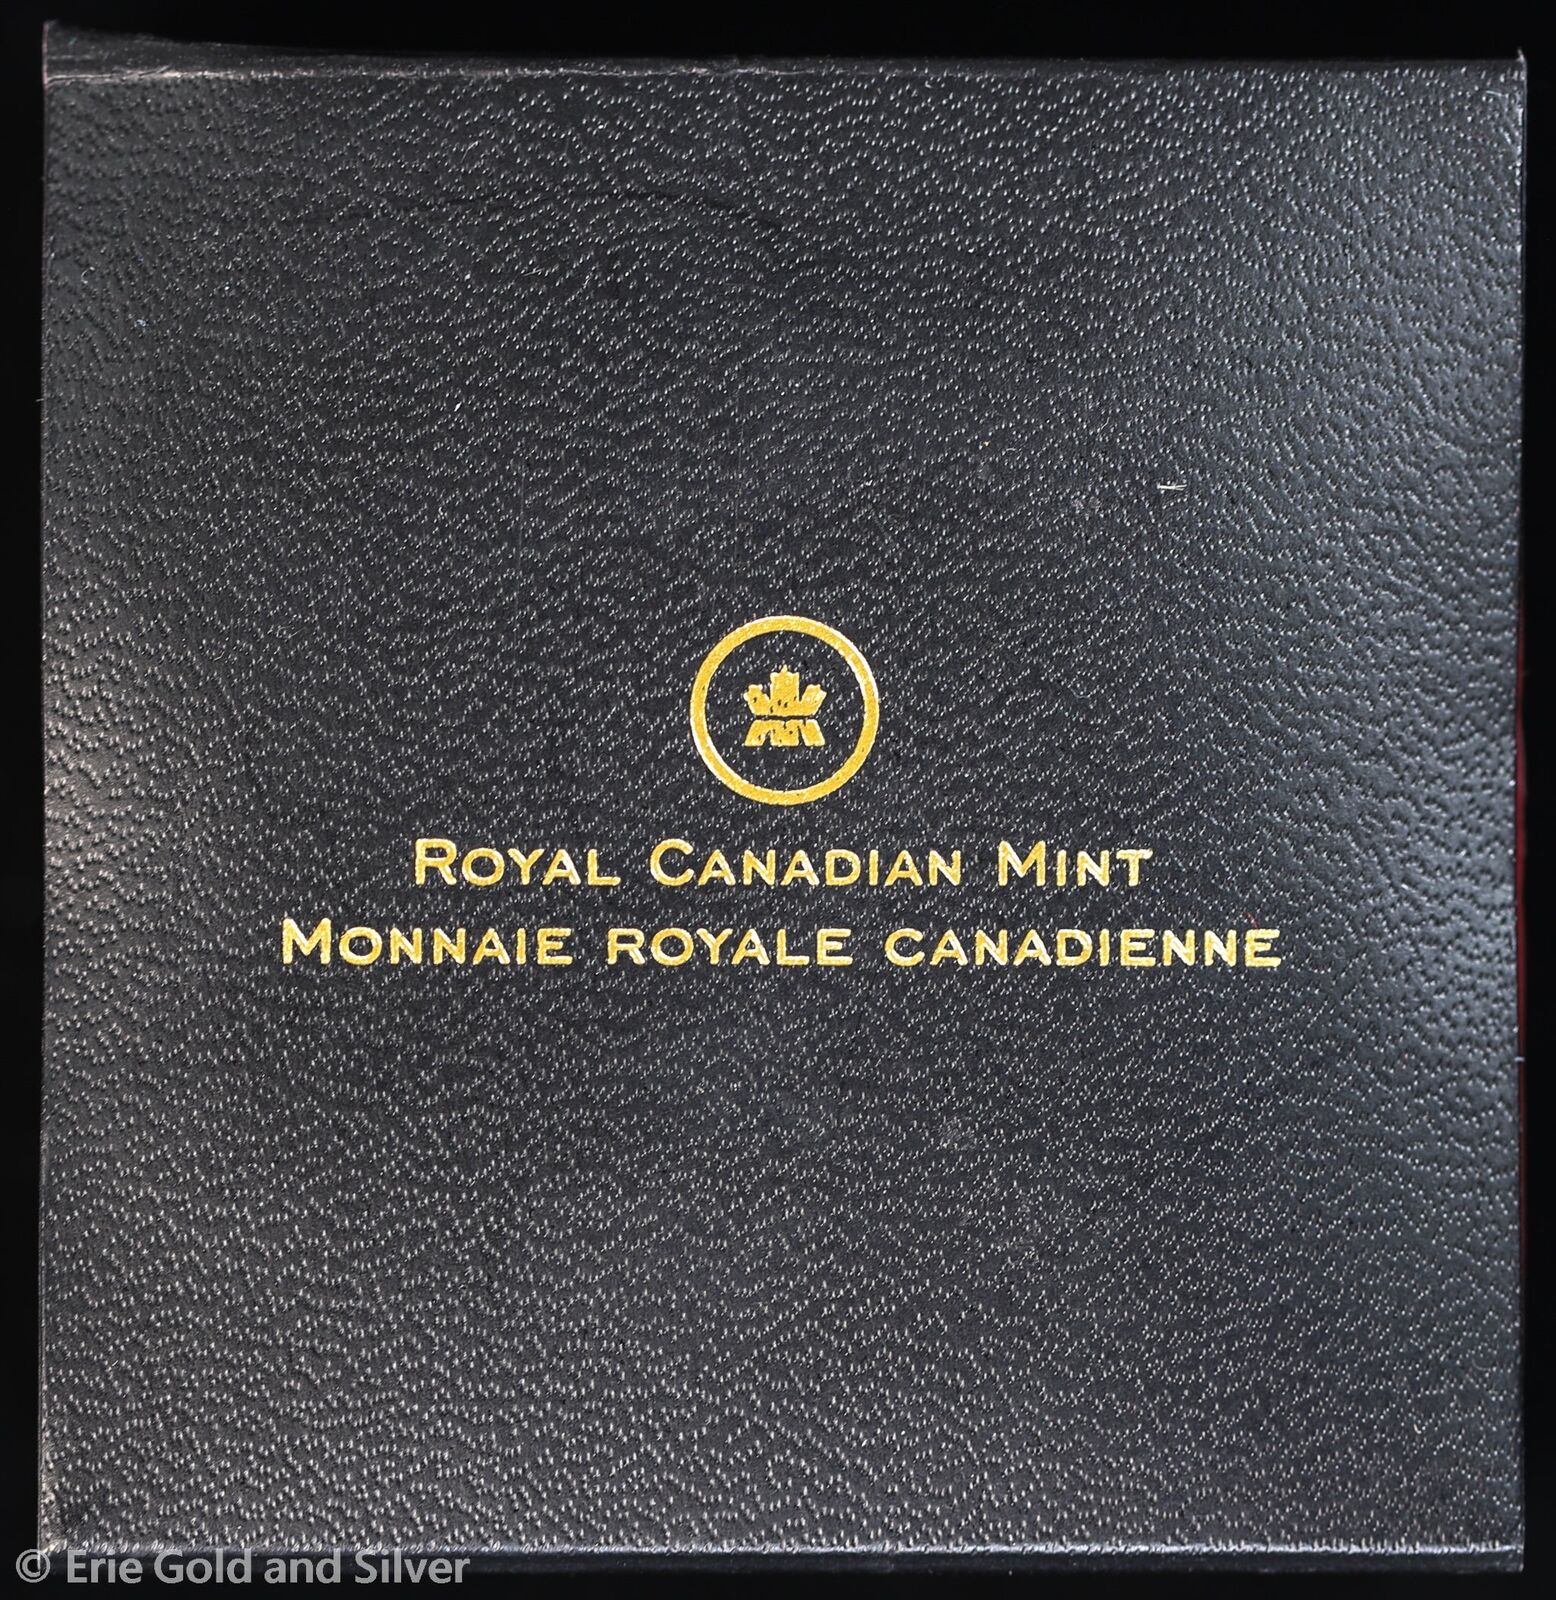 Royal Canadian Mint
Monnaie royale canadienne
© Erie Gold and Silver